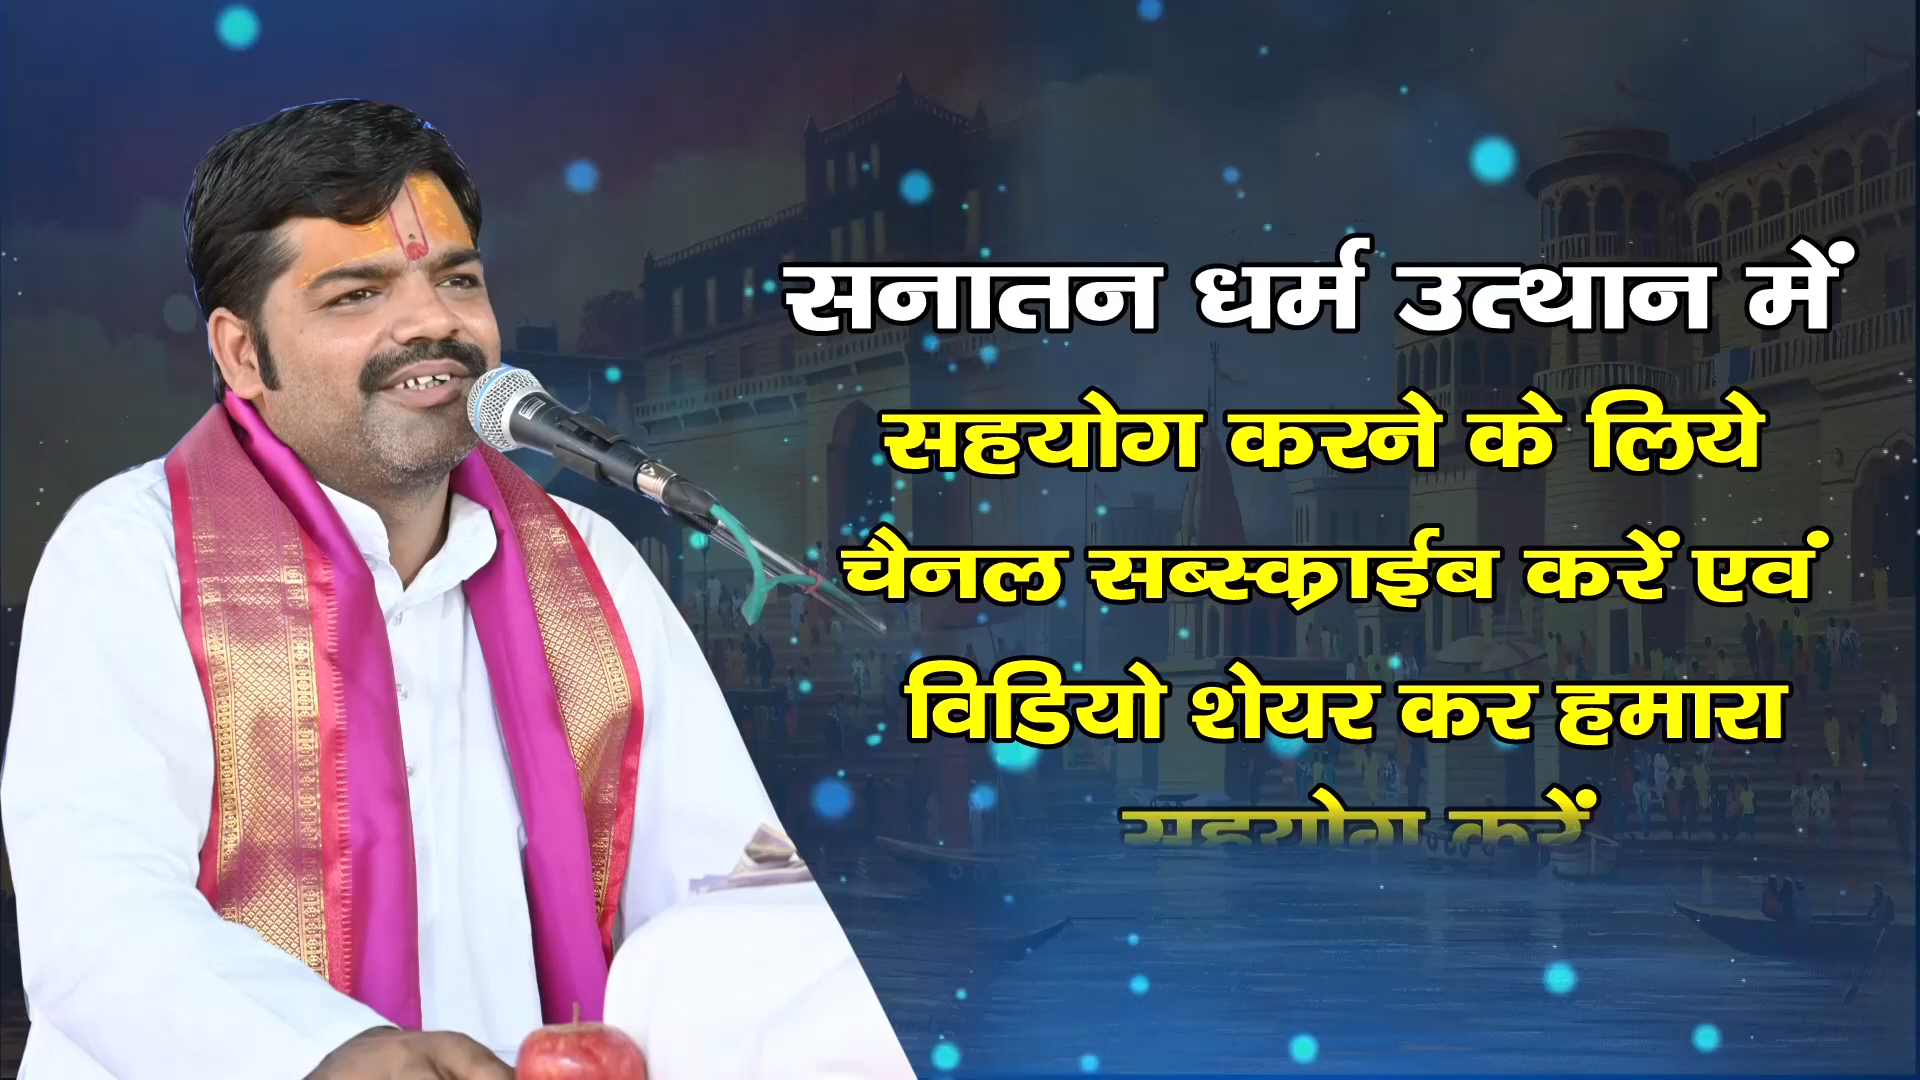 सनातन धर्म उत्थान में
सहयोग करने के लिये
चैनल सब्स्क्राईब करें एवं
विडियो शेयर कर हमारा
सहयोग करें